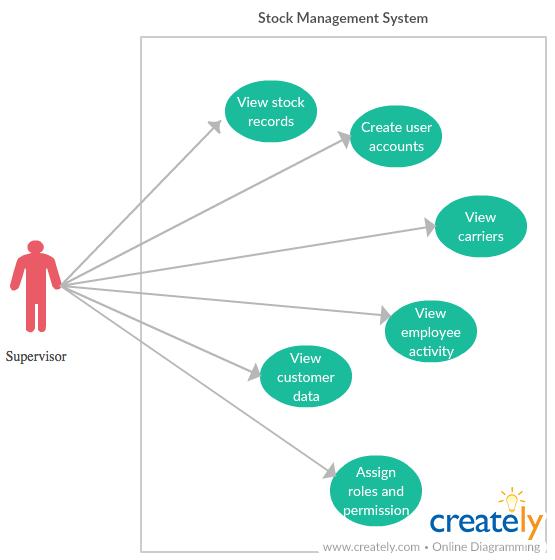 Stock Management System
View stock
records
Create user
accounts
View
carriers
View
employee
activity
Supervisor
View
customer
data
Assign
roles and
permission
creately
www.creately.com • Online Diagramming